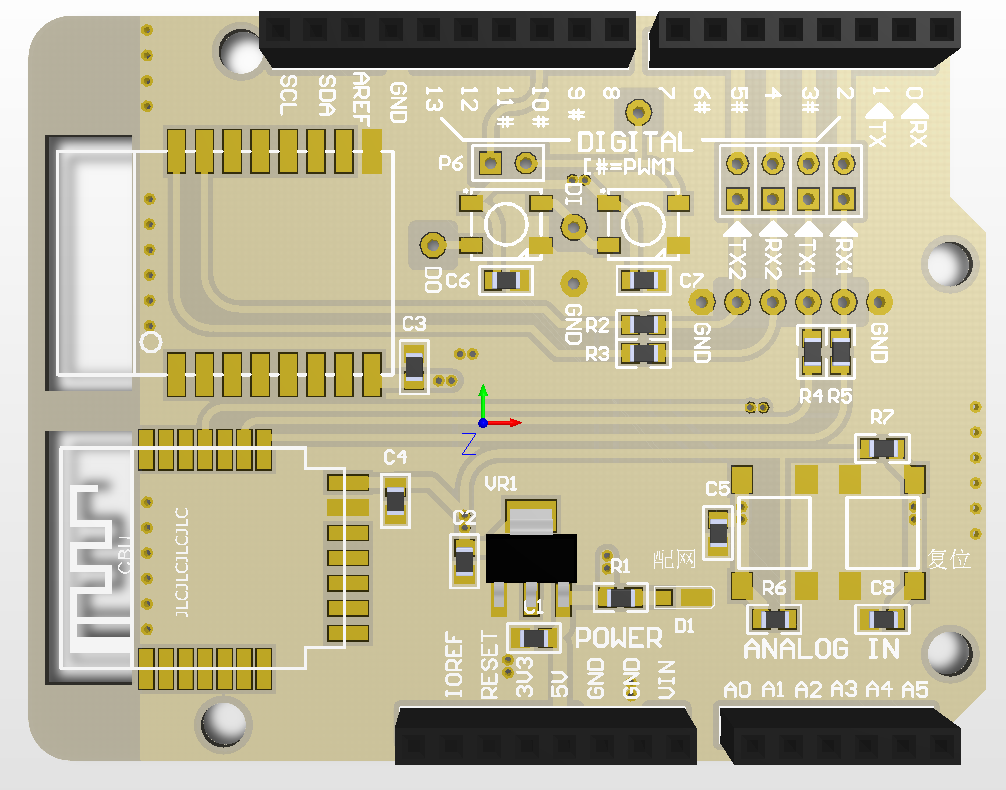 SCL
SDA
AREF
GND
13
12
11#
10#
9#
8
7
6#
5#
4
3#
2
1
0
TX
RX
DIGITAL
[#=PWM]
P6
DI
DO
C6
C7
TX2
RX2
TX1
RX1
GND
GND
GND
R2
R3
C3
R4
R5
R7
Z
C4
VR1
C5
C2
CBU
JLCJLCJLCJLC
配网
复位
R1
R6
C8
C1
D1
POWER
ANALOG IN
IOREF
RESET
3V3
5V
GND
GND
VIN
A0
A1
A2
A3
A4
A5